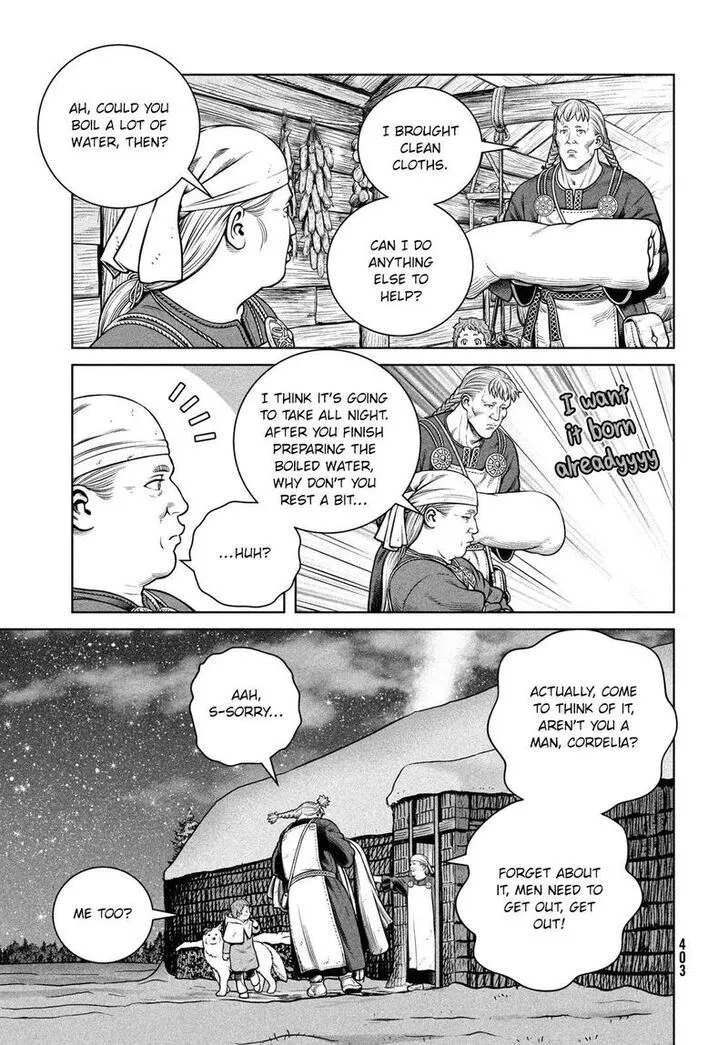 I BROUGHT
CLEAN
CLOTHS.
CAN I DO
ANYTHING
ELSE TO
HELP?
AH, COULD YOU
BOIL A LOT OF
WATER, THEN?
I want
it born
alreadyyyy
I THINK IT'S GOING
TO TAKE ALL NIGHT.
AFTER YOU FINISH
PREPARING THE
BOILED WATER,
WHY DON'T YOU
REST A BIT...
...HUH?
ACTUALLY, COME
TO THINK OF IT,
AREN'T YOU A
MAN, CORDELIA?
FORGET ABOUT
IT, MEN NEED TO
GET OUT, GET
OUT!
AAH,
S-SORRY...
ME TOO?
403